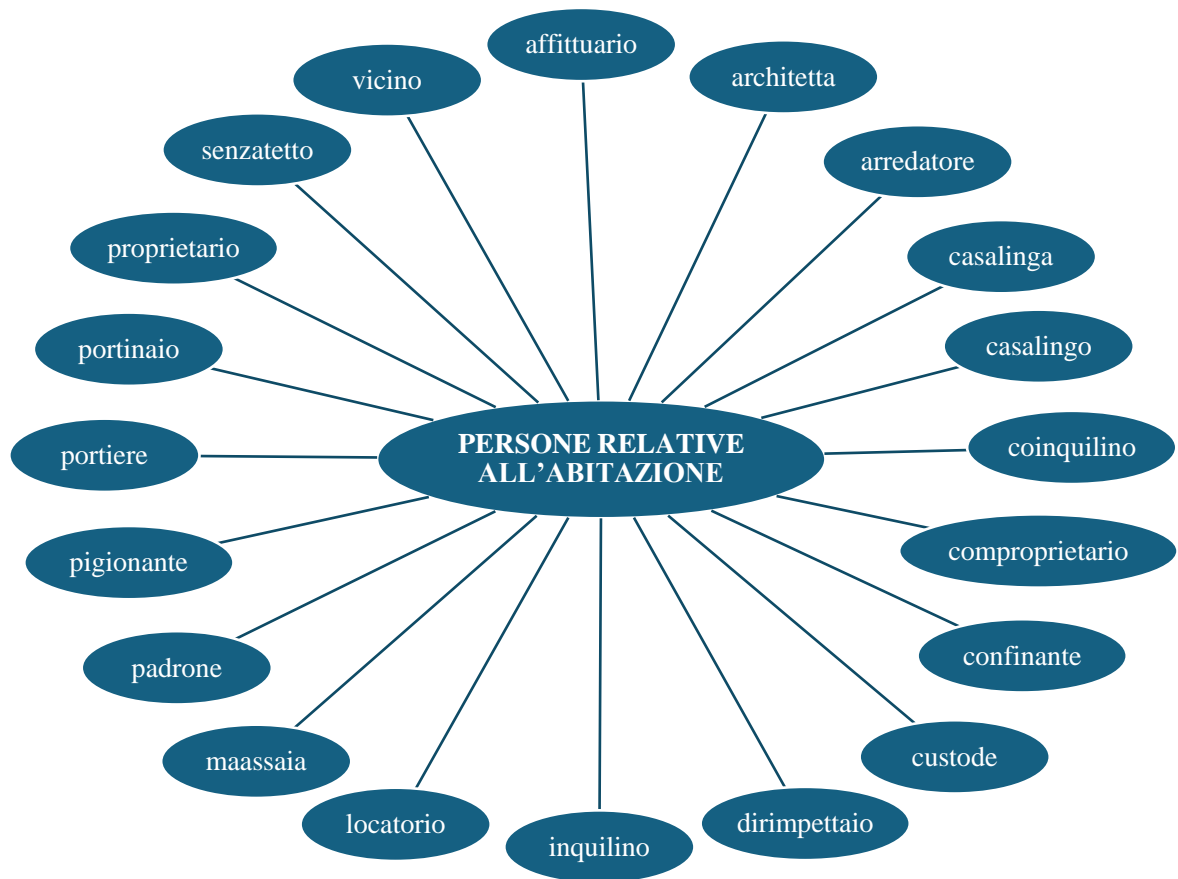 affittuario
architetta
arredatore
casalinga
casalingo
coinquilino
comproprietario
confinante
custode
dirimpettaio
inquilino
locatorio
maassaia
padrone
pigionante
portiere
portinaio
proprietario
senzatetto
vicino
PERSONE RELATIVE
ALL’ABITAZIONE